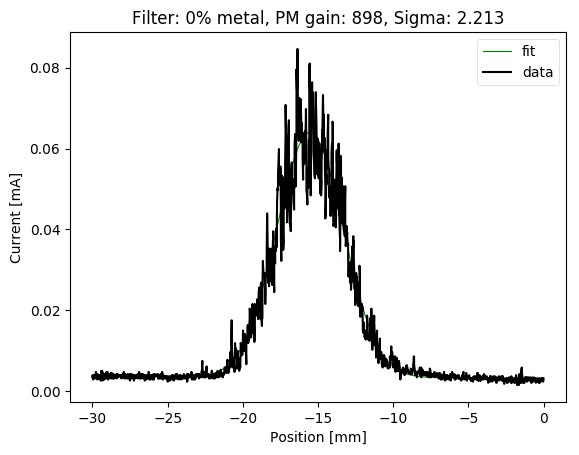 Filter: 0% metal, PM gain: 898, Sigma: 2.213
fit
data
0.08
0.06
0.04
0.02
0.00
Current [mA]
−30
−25
−20
−15
−10
−5
0
Position [mm]